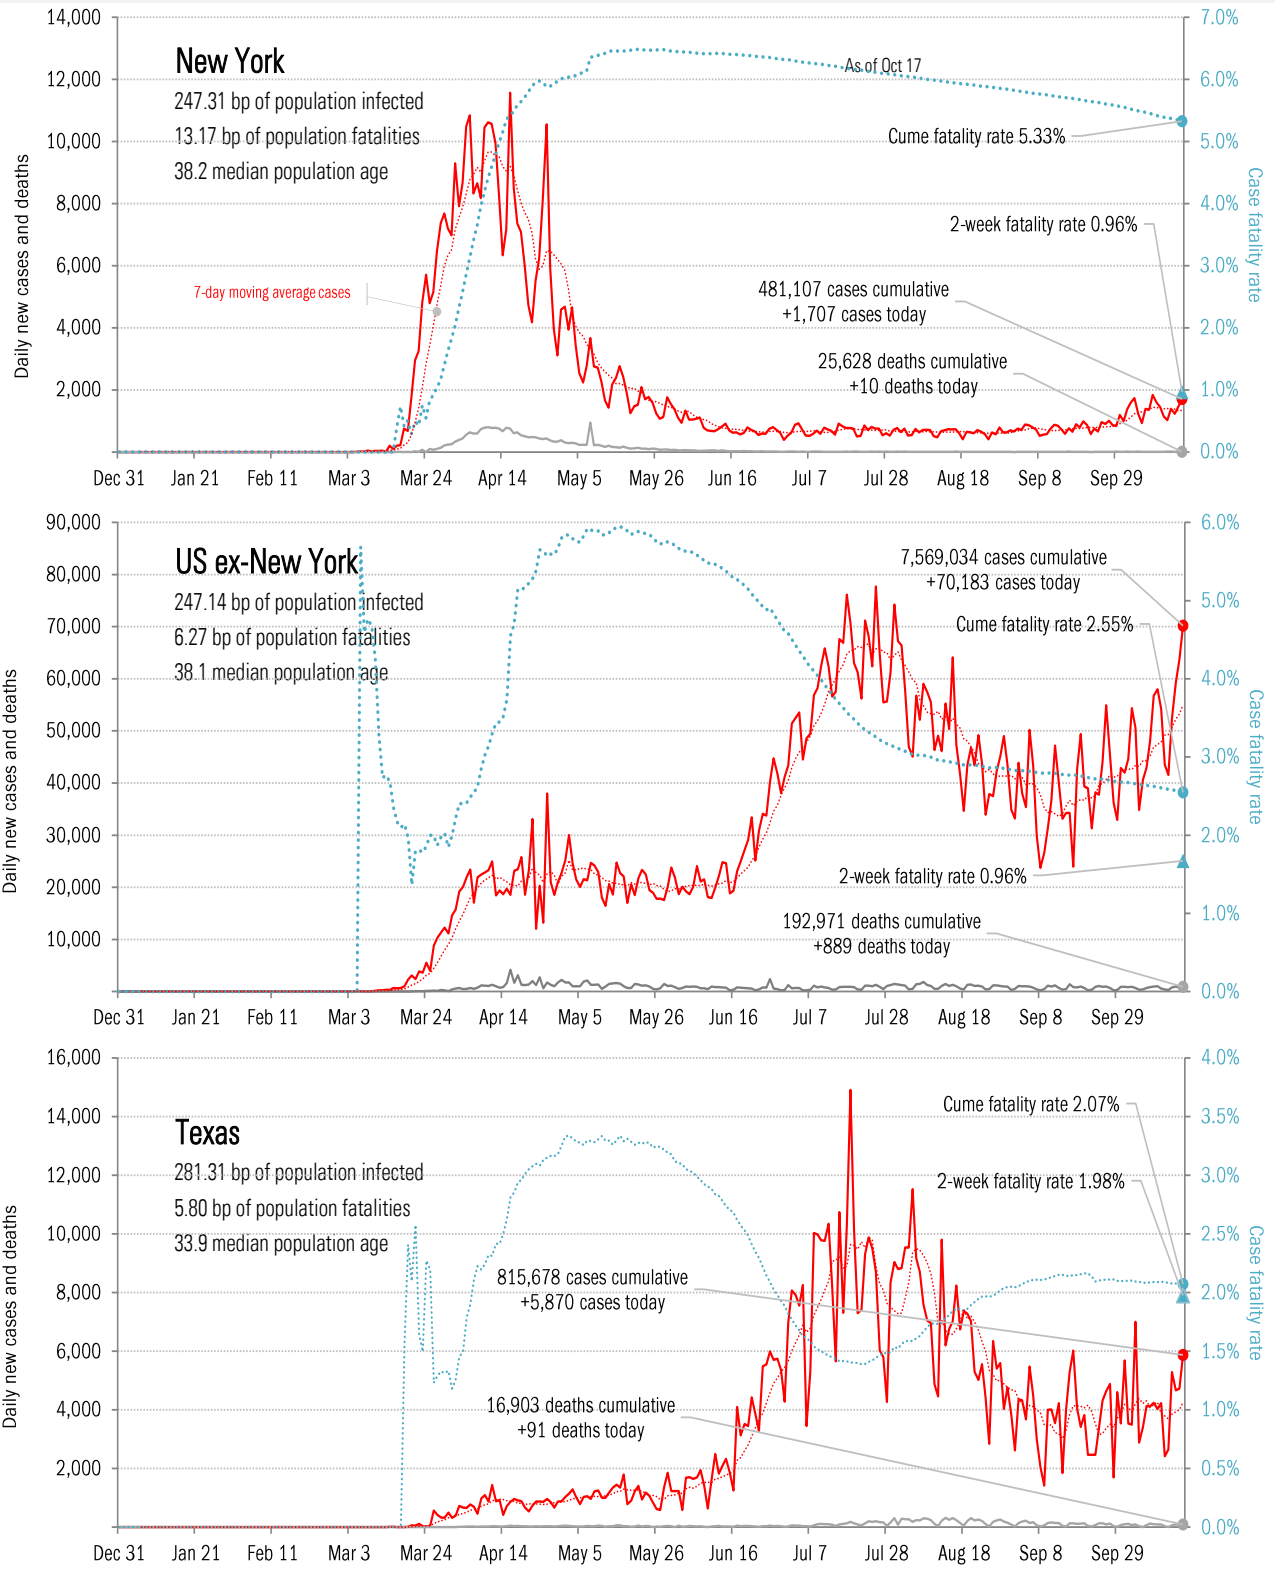 14,000
12,000
10,000
8,000
6,000
4,000
2,000
7.0%
6.0%
5.0%
4.0%
3.0%
2.0%
1.0%
0.0%
Daily new cases and deaths
Case fatality rate
New York
247.31 bp of population infected
13.17 bp of population fatalities
38.2 median population age
As of Oct 17
Cume fatality rate 5.33%
2-week fatality rate 0.96%
7-day moving average cases
481,107 cases cumulative
+1,707 cases today
25,628 deaths cumulative
+10 deaths today
Dec 31 Jan 21 Feb 11 Mar 3 Mar 24 Apr 14 May 5 May 26 Jun 16 Jul 7 Jul 28 Aug 18 Sep 8 Sep 29
90,000
80,000
70,000
60,000
50,000
40,000
30,000
20,000
10,000
6.0%
5.0%
4.0%
3.0%
2.0%
1.0%
0.0%
Daily new cases and deaths
Case fatality rate
US ex-New York
247.14 bp of population infected
6.27 bp of population fatalities
38.1 median population age
7,569,034 cases cumulative
+70,183 cases today
Cume fatality rate 2.55%
2-week fatality rate 0.96%
192,971 deaths cumulative
+889 deaths today
Dec 31 Jan 21 Feb 11 Mar 3 Mar 24 Apr 14 May 5 May 26 Jun 16 Jul 7 Jul 28 Aug 18 Sep 8 Sep 29
16,000
14,000
12,000
10,000
8,000
6,000
4,000
2,000
4.0%
3.5%
3.0%
2.5%
2.0%
1.5%
1.0%
0.5%
0.0%
Daily new cases and deaths
Case fatality rate
Texas
281.31 bp of population infected
5.80 bp of population fatalities
33.9 median population age
Cume fatality rate 2.07%
2-week fatality rate 1.98%
815,678 cases cumulative
+5,870 cases today
16,903 deaths cumulative
+91 deaths today
Dec 31 Jan 21 Feb 11 Mar 3 Mar 24 Apr 14 May 5 May 26 Jun 16 Jul 7 Jul 28 Aug 18 Sep 8 Sep 29